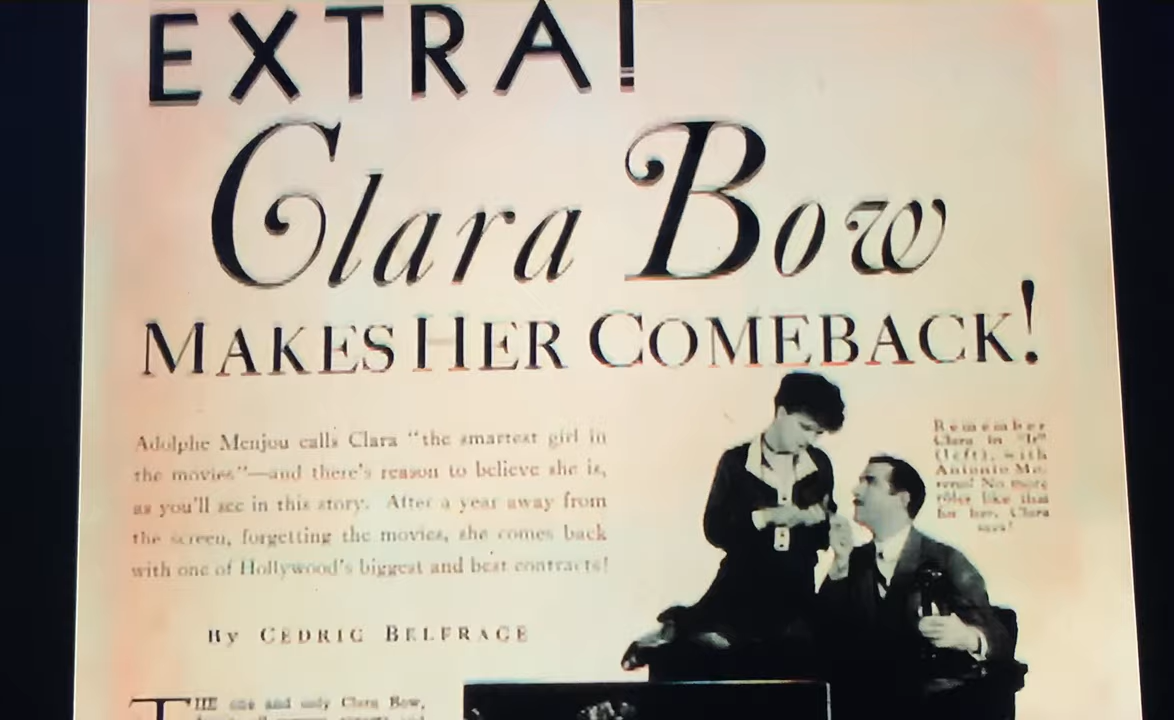 EXTRA!
Clara Bow
MAKES HER COMEBACK!
Adolphe Menjou calls Clara "the smartest girl in
the movies"—and there's reason to believe she is,
as you'll see in this story. After a year away from
the screen, forgetting the movies, she comes back
with one of Hollywood's biggest and best contracts!
By CEDRIC BELFRAGE
Remember
Clara in "It"
(left), with
Antonio Mo-
reno? No more
rôles like that
for her, Clara
says!
THE one and only Clara Bow,